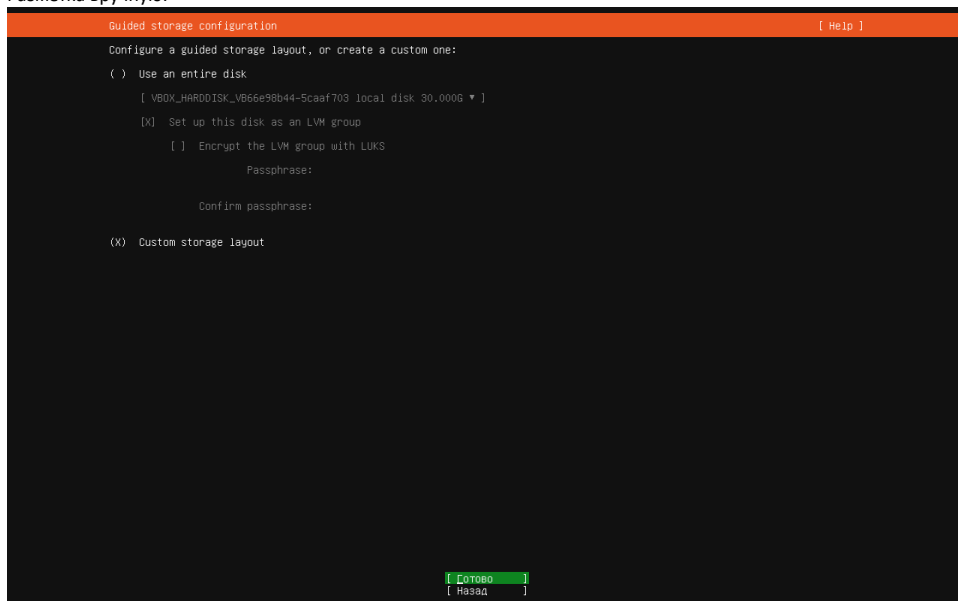 Guided storage configuration [ Help ]
Configure a guided storage layout, or create a custom one:
( ) Use an entire disk
[ VBOX_HARDDISK_VB66e98b44-5caaf703 local disk 30.000G ▾ ]
[X] Set up this disk as an LVM group
[ ] Encrypt the LVM group with LUKS
Passphrase:
Confirm passphrase:
(X) Custom storage layout
[ Готово ]
[ Назад ]